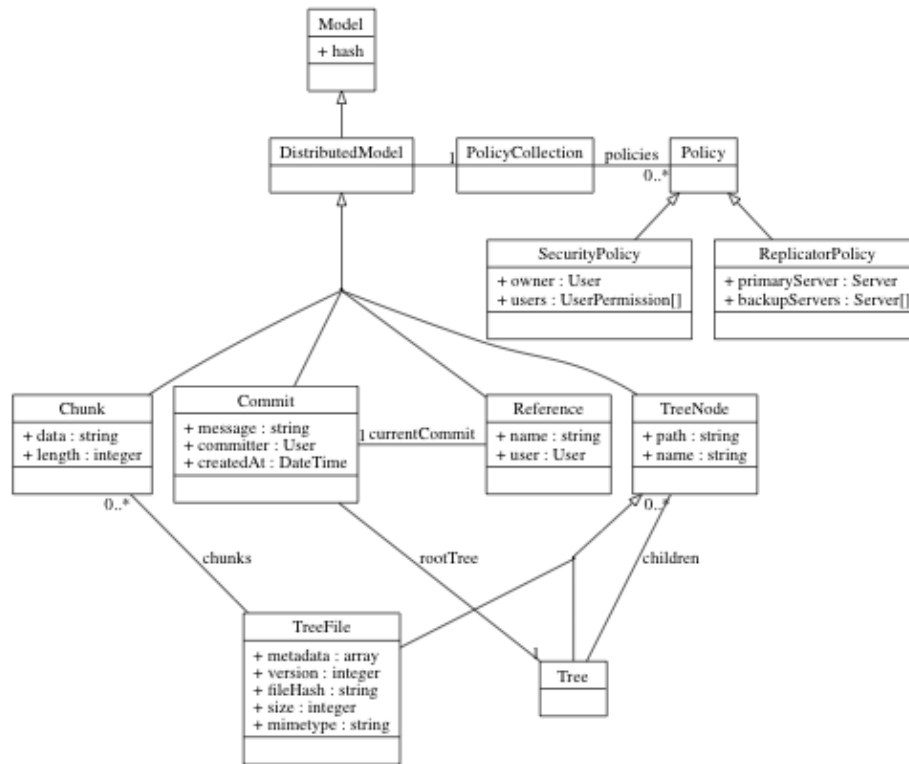 Model
+ hash
DistributedModel
1
PolicyCollection
policies
0..*
Policy
SecurityPolicy
+ owner : User
+ users : UserPermission[]
ReplicatorPolicy
+ primaryServer : Server
+ backupServers : Server[]
Chunk
+ data : string
+ length : integer
0..*
Commit
+ message : string
+ committer : User
+ createdAt : DateTime
1
currentCommit
Reference
+ name : string
+ user : User
TreeNode
+ path : string
+ name : string
0..*
chunks
rootTree
children
TreeFile
+ metadata : array
+ version : integer
+ fileHash : string
+ size : integer
+ mimetype : string
1
Tree